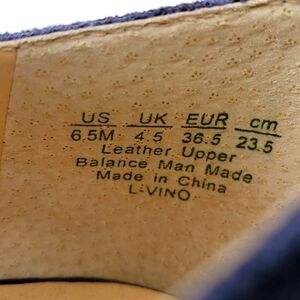 US UK EUR cm
6.5M 4.5 36.5 23.5
Leather Upper
Balance Man Made
Made in China
L-VINO